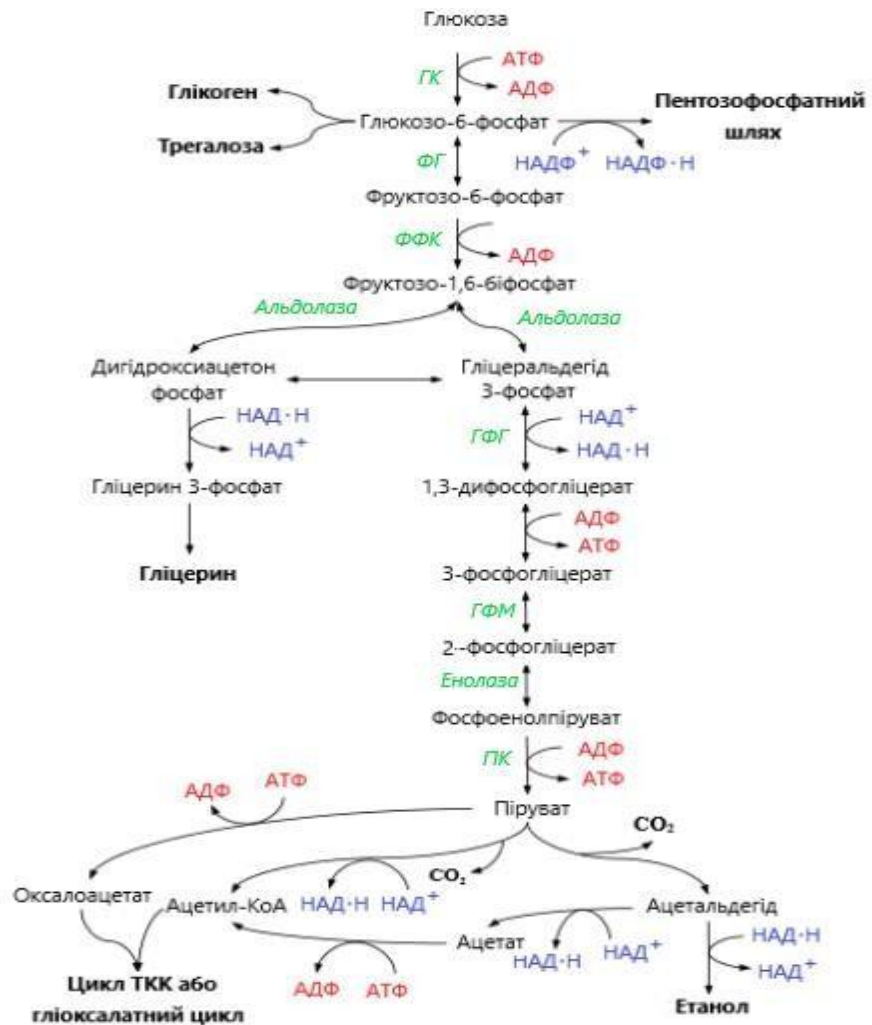 Глюкоза
АТФ
ГК
АДФ
Глікоген
Глюкозо-6-фосфат
Пентозофосфатний
шлях
Трегалоза
ФГ
НАДФ⁺ НАДФ·Н
Фруктозо-6-фосфат
ФФК
АДФ
Фруктозо-1,6-біфосфат
Альдолаза
Альдолаза
Дигідроксиацетон
фосфат
Гліцеральдегід
3-фосфат
НАД·Н
НАД⁺
ГФГ
НАД⁺
НАД·Н
Гліцерин 3-фосфат
1,3-дифосфогліцерат
АДФ
АТФ
Гліцерин
3-фосфогліцерат
ГФМ
2-фосфогліцерат
Енолаза
Фосфоенолпіруват
ПК
АДФ
АТФ
АДФ АТФ
Піруват
CO₂
CO₂
Оксалоацетат
Ацетил-КоА
НАД·Н НАД⁺
Ацетальдегід
Ацетат
НАД·Н НАД⁺
НАД·Н
НАД⁺
АДФ АТФ
Цикл ТКК або
гліоксалатний цикл
Етанол